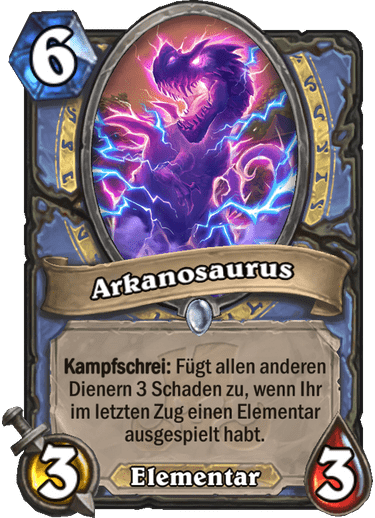 6
Arkanosaurus
Kampfschrei: Fügt allen anderen
Dienern 3 Schaden zu, wenn Ihr
im letzten Zug einen Elementar
ausgespielt habt.
3
Elementar
3